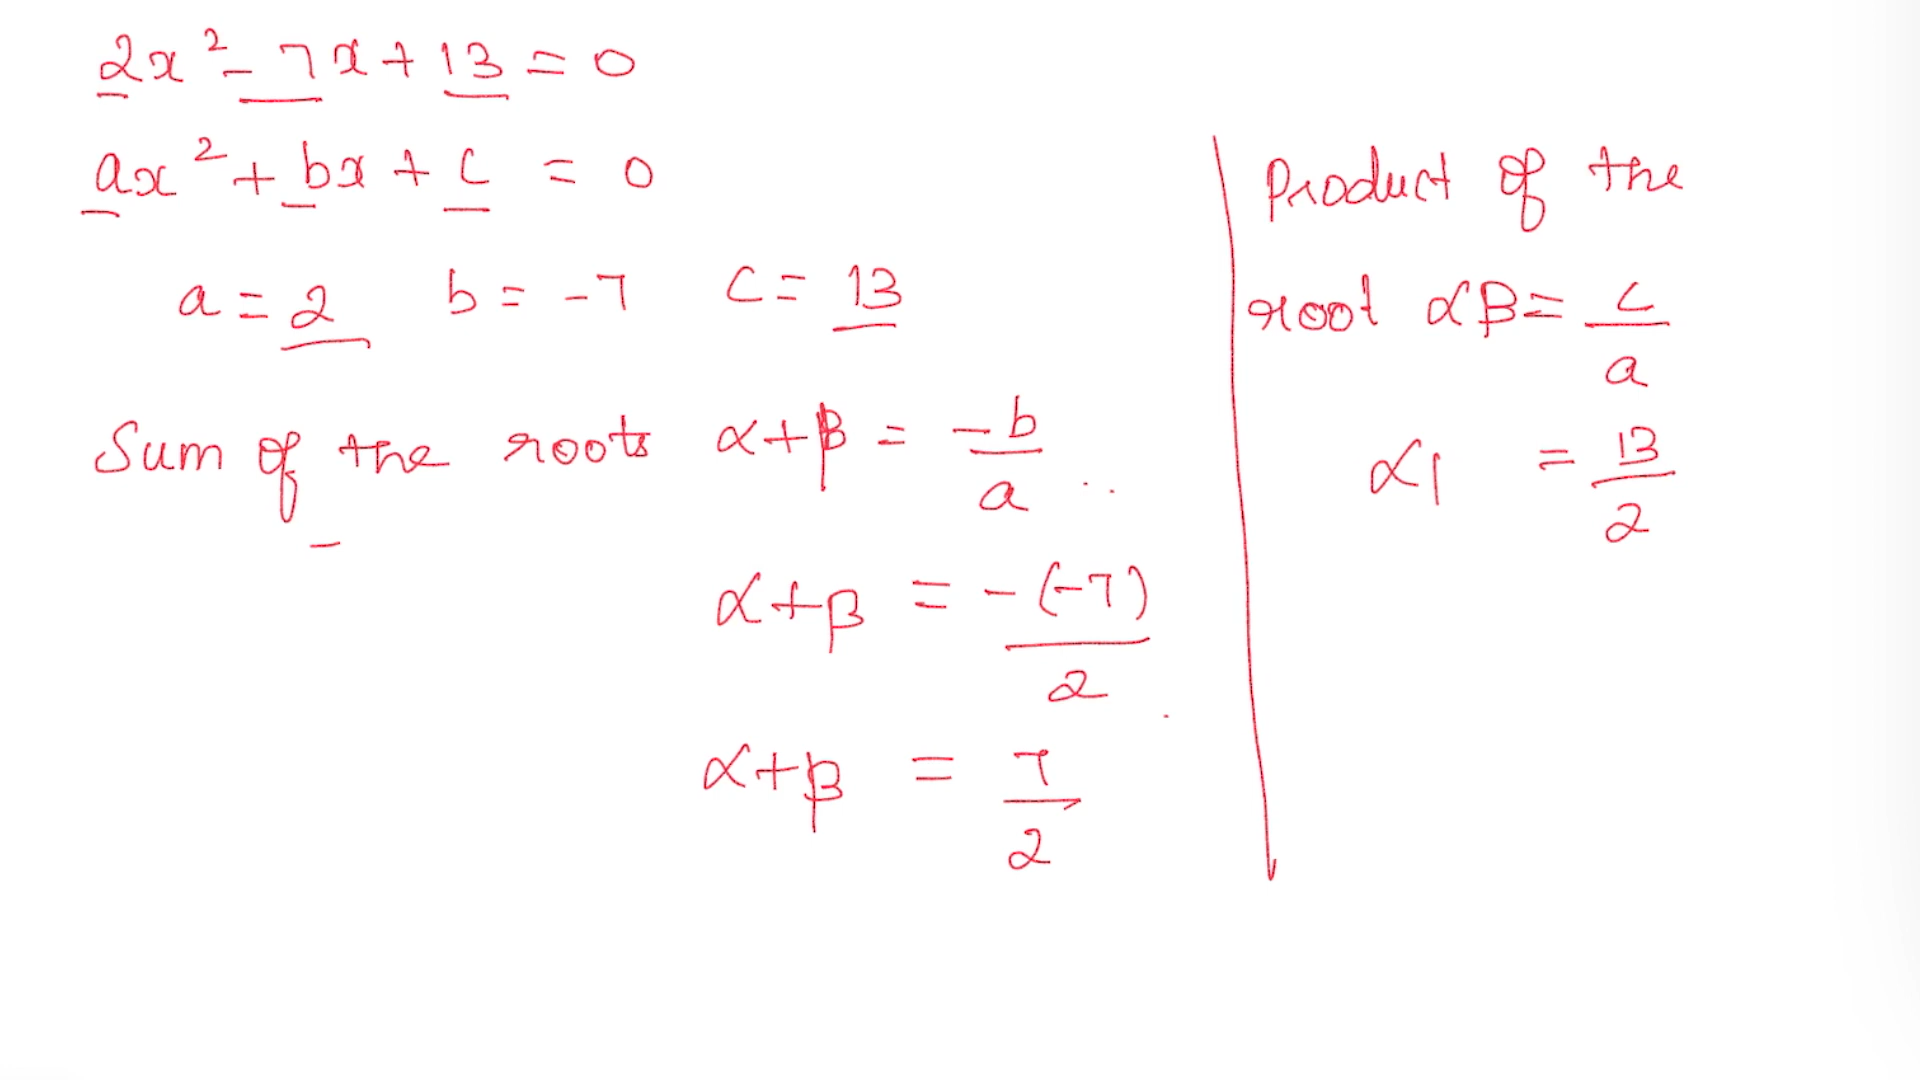 2x² - 7x + 13 = 0
ax² + bx + c = 0
a = 2 b = -7 c = 13
Sum of the roots α+β = -b/a
α+β = -(-7)/2
α+β = 7/2
Product of the
root αβ = c/a
α = 13/2